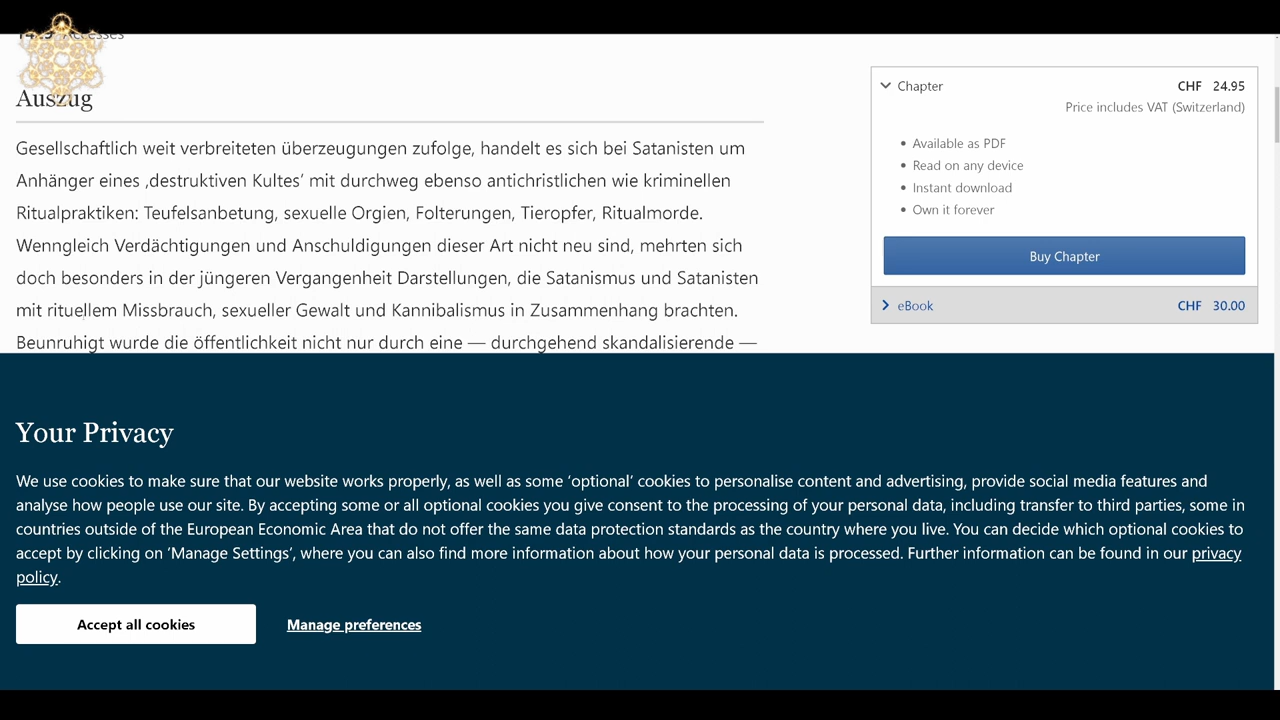 Accesses
Auszug
Gesellschaftlich weit verbreiteten überzeugungen zufolge, handelt es sich bei Satanisten um
Anhänger eines ‚destruktiven Kultes‘ mit durchweg ebenso antichristlichen wie kriminellen
Ritualpraktiken: Teufelsanbetung, sexuelle Orgien, Folterungen, Tieropfer, Ritualmorde.
Wenngleich Verdächtigungen und Anschuldigungen dieser Art nicht neu sind, mehrten sich
doch besonders in der jüngeren Vergangenheit Darstellungen, die Satanismus und Satanisten
mit rituellem Missbrauch, sexueller Gewalt und Kannibalismus in Zusammenhang brachten.
Beunruhigt wurde die öffentlichkeit nicht nur durch eine — durchgehend skandalisierende —
Chapter CHF 24.95
Price includes VAT (Switzerland)
• Available as PDF
• Read on any device
• Instant download
• Own it forever
Buy Chapter
eBook CHF 30.00
Your Privacy
We use cookies to make sure that our website works properly, as well as some ‘optional’ cookies to personalise content and advertising, provide social media features and
analyse how people use our site. By accepting some or all optional cookies you give consent to the processing of your personal data, including transfer to third parties, some in
countries outside of the European Economic Area that do not offer the same data protection standards as the country where you live. You can decide which optional cookies to
accept by clicking on ‘Manage Settings’, where you can also find more information about how your personal data is processed. Further information can be found in our privacy
policy.
Accept all cookies Manage preferences